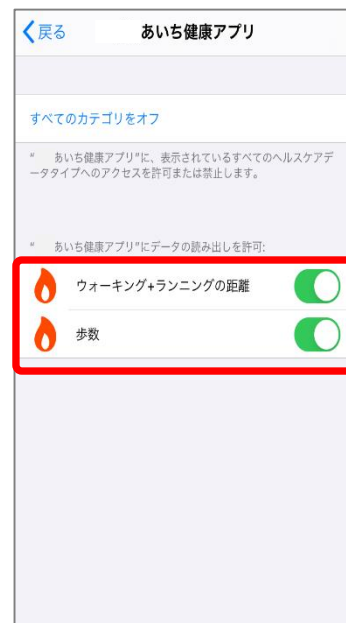 戻る あいち健康アプリ
すべてのカテゴリをオフ
“ あいち健康アプリ”に、表示されているすべてのヘルスケアデ
ータタイプへのアクセスを許可または禁止します。
“ あいち健康アプリ”にデータの読み出しを許可:
ウォーキング+ランニングの距離
歩数